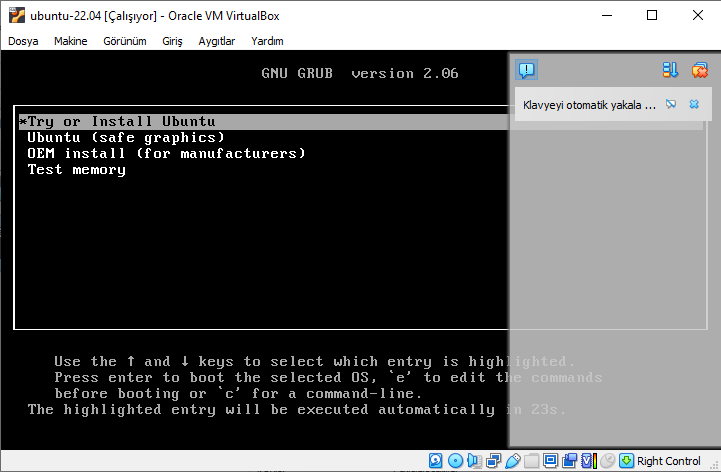 ubuntu-22.04 [Çalışıyor] - Oracle VM VirtualBox
Dosya Makine Görünüm Giriş Aygıtlar Yardım
GNU GRUB version 2.06
Klavyeyi otomatik yakala ...
*Try or Install Ubuntu
Ubuntu (safe graphics)
OEM install (for manufacturers)
Test memory
Use the ↑ and ↓ keys to select which entry is highlighted.
Press enter to boot the selected OS, `e' to edit the commands
before booting or `c' for a command-line.
The highlighted entry will be executed automatically in 23s.
Right Control